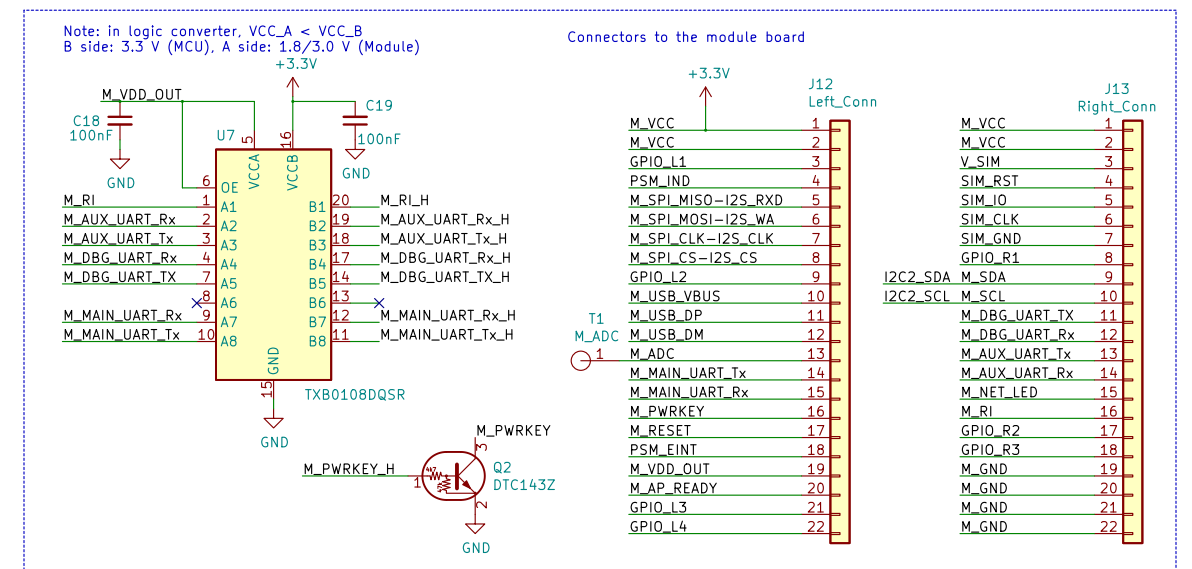 Note: in logic converter, VCC_A < VCC_B
B side: 3.3 V (MCU), A side: 1.8/3.0 V (Module)
+3.3V
M_VDD_OUT
C18
100nF
GND
C19
100nF
GND
U7
5
16
VCCA
VCCB
6 OE
M_RI 1 A1 B1 20 M_RI_H
M_AUX_UART_Rx 2 A2 B2 19 M_AUX_UART_Rx_H
M_AUX_UART_Tx 3 A3 B3 18 M_AUX_UART_Tx_H
M_DBG_UART_Rx 4 A4 B4 17 M_DBG_UART_Rx_H
M_DBG_UART_TX 7 A5 B5 14 M_DBG_UART_TX_H
8 A6 B6 13
M_MAIN_UART_Rx 9 A7 B7 12 M_MAIN_UART_Rx_H
M_MAIN_UART_Tx 10 A8 B8 11 M_MAIN_UART_Tx_H
GND
15
TXB0108DQSR
GND
M_PWRKEY
3
M_PWRKEY_H
1
4k7
Q2
DTC143Z
2
GND
Connectors to the module board
+3.3V
J12
Left_Conn
M_VCC 1
M_VCC 2
GPIO_L1 3
PSM_IND 4
M_SPI_MISO-I2S_RXD 5
M_SPI_MOSI-I2S_WA 6
M_SPI_CLK-I2S_CLK 7
M_SPI_CS-I2S_CS 8
GPIO_L2 9
M_USB_VBUS 10
M_USB_DP 11
M_USB_DM 12
T1
M_ADC
1
M_ADC 13
M_MAIN_UART_Tx 14
M_MAIN_UART_Rx 15
M_PWRKEY 16
M_RESET 17
PSM_EINT 18
M_VDD_OUT 19
M_AP_READY 20
GPIO_L3 21
GPIO_L4 22
J13
Right_Conn
M_VCC 1
M_VCC 2
V_SIM 3
SIM_RST 4
SIM_IO 5
SIM_CLK 6
SIM_GND 7
GPIO_R1 8
I2C2_SDA M_SDA 9
I2C2_SCL M_SCL 10
M_DBG_UART_TX 11
M_DBG_UART_Rx 12
M_AUX_UART_Tx 13
M_AUX_UART_Rx 14
M_NET_LED 15
M_RI 16
GPIO_R2 17
GPIO_R3 18
M_GND 19
M_GND 20
M_GND 21
M_GND 22